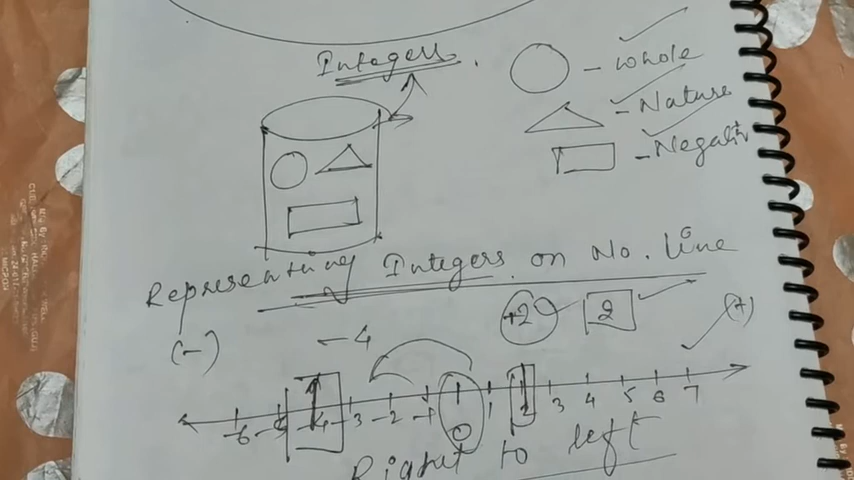 Integers.
- whole
- Nature
- Negative
Representing Integers on No. line
+2 2
(-) -4 (+)
-6 -5 -4 -3 -2 -1 0 1 2 3 4 5 6 7
Right to left